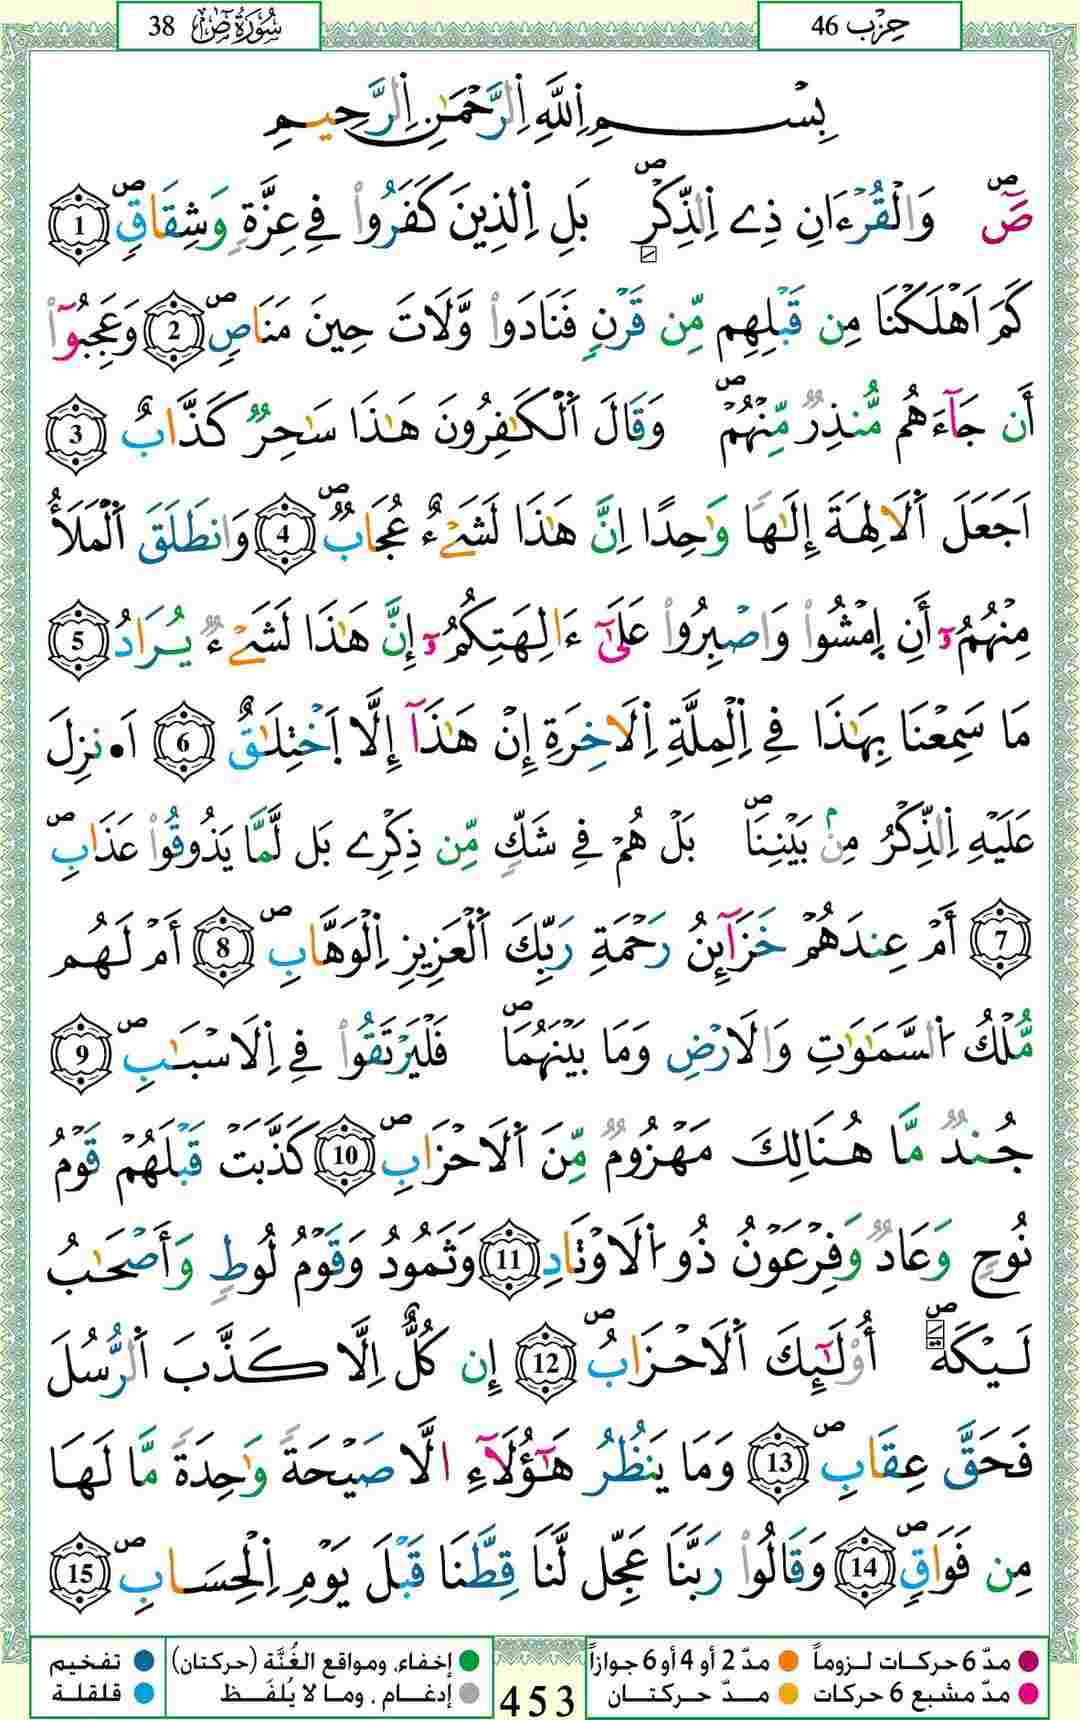 سُورَةُ صٓ 38
حِزْب 46
بِسْمِ اِ۬للَّهِ اِ۬لرَّحْمَٰنِ اِ۬لرَّحِيمِ
صَٓۖ وَالْقُرْءَانِ ذِے اِ۬لذِّكْرِۖ بَلِ اِ۬لذِينَ كَفَرُواْ فِے عِزَّةٖ وَشِقَاقٖۖ 1
كَمَ اَهْلَكْنَا مِن قَبْلِهِم مِّن قَرْنٖ فَنَادَواْ وَّلَاتَ حِينَ مَنَاصٖۖ 2 وَعَجِبُوٓاْ
أَن جَآءَهُم مُّنذِرٞ مِّنْهُمْۖ وَقَالَ اَ۬لْكَٰفِرُونَ هَٰذَا سَٰحِرٞ كَذَّابٌ 3
اَجَعَلَ اَ۬لَالِهَةَ إِلَٰهاٗ وَٰحِدًا اِنَّ هَٰذَا لَشَےْءٌ عُجَابٞۖ 4 وَانطَلَقَ اَ۬لْمَلَأُ
مِنْهُمُۥٓ أَنِ اِ۪مْشُواْ وَاصْبِرُواْ عَلَىٰٓ ءَالِهَتِكُمُۥٓ إِنَّ هَٰذَا لَشَےْءٞ يُرَادُ 5
مَا سَمِعْنَا بِهَٰذَا فِے اِ۬لْمِلَّةِ اِ۬لَاخِرَةِ إِنْ هَٰذَآ إِلَّا اَ۪خْتِلَٰقٌ 6 اَ۟نزِلَ
عَلَيْهِ اِ۬لذِّكْرُ مِنۢ بَيْنِنَاۖ بَلْ هُمْ فِے شَكّٖ مِّن ذِكْرِے بَل لَّمَّا يَذُوقُواْ عَذَابِۖ
7 أَمْ عِندَهُمْ خَزَآئِنُ رَحْمَةِ رَبِّكَ اَ۬لْعَزِيزِ اِ۬لْوَهَّابِۖ 8 أَمْ لَهُم
مُّلْكُ اُ۬لسَّمَٰوَٰتِ وَالَارْضِ وَمَا بَيْنَهُمَاۖ فَلْيَرْتَقُواْ فِے اِ۬لَاسْبَٰبِۖ 9
جُندٞ مَّا هُنَالِكَ مَهْزُومٞ مِّنَ اَ۬لَاحْزَابِۖ 10 كَذَّبَتْ قَبْلَهُمْ قَوْمُ
نُوحٖ وَعَادٞ وَفِرْعَوْنُ ذُو اُ۬لَاوْتَادِ 11 وَثَمُودُ وَقَوْمُ لُوطٖ وَأَصْحَٰبُ
لَيْكَةَۖ أُوْلَٰٓئِكَ اَ۬لَاحْزَابُۖ 12 إِن كُلٌّ اِلَّا كَذَّبَ اَ۬لرُّسُلَ
فَحَقَّ عِقَابِۖ 13 وَمَا يَنظُرُ هَٰٓؤُلَآءِ الَّا صَيْحَةٗ وَٰحِدَةٗ مَّا لَهَا
مِن فَوَاقٖۖ 14 وَقَالُواْ رَبَّنَا عَجِّل لَّنَا قِطَّنَا قَبْلَ يَوْمِ اِ۬لْحِسَابِۖ 15
مدّ 6 حركات لزوماً مدّ 2 أو 4 أو 6 جوازاً إخفاء، ومواقع الغُنَّة (حركتان) تفخيم
مدّ مشبع 6 حركات مدّ حركتان إدغام، وما لا يُلفَظ قلقلة
453